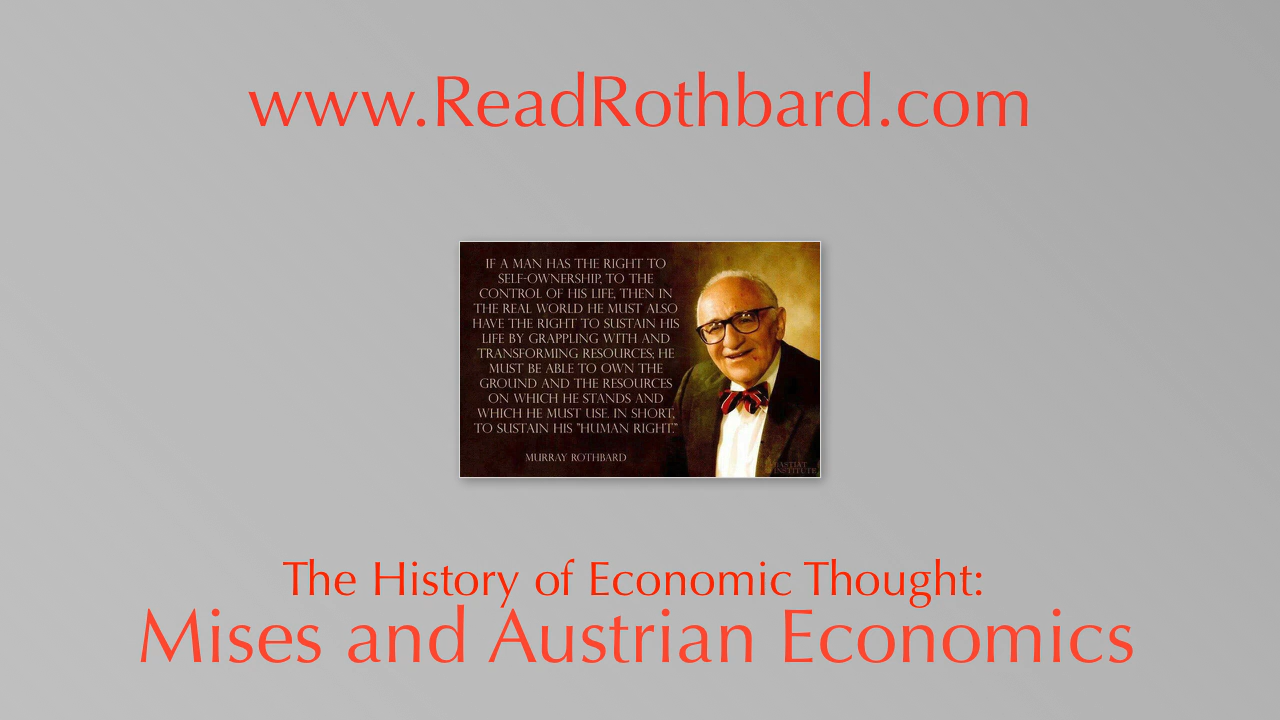 www.ReadRothbard.com
IF A MAN HAS THE RIGHT TO
SELF-OWNERSHIP, TO THE
CONTROL OF HIS LIFE, THEN IN
THE REAL WORLD HE MUST ALSO
HAVE THE RIGHT TO SUSTAIN HIS
LIFE BY GRAPPLING WITH AND
TRANSFORMING RESOURCES; HE
MUST BE ABLE TO OWN THE
GROUND AND THE RESOURCES
ON WHICH HE STANDS AND
WHICH HE MUST USE. IN SHORT,
TO SUSTAIN HIS "HUMAN RIGHT."
MURRAY ROTHBARD
BASTIAT
INSTITUTE
The History of Economic Thought:
Mises and Austrian Economics